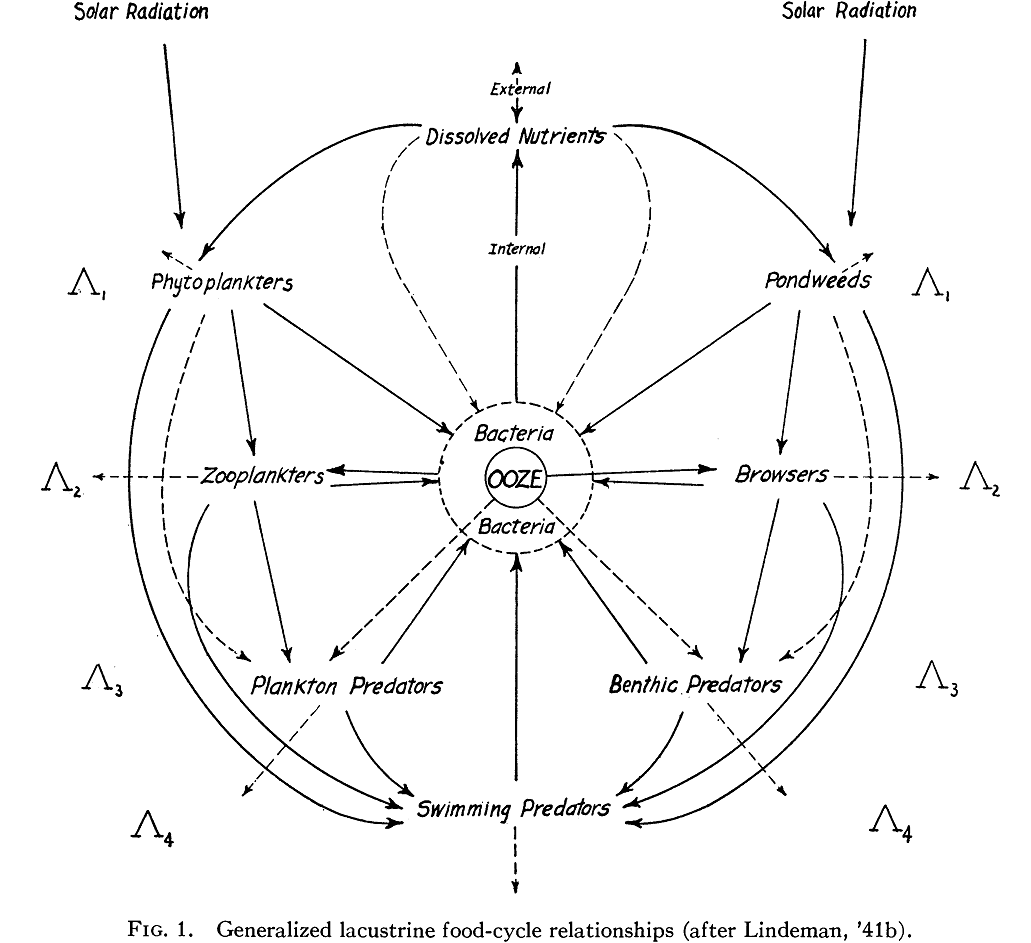 Solar Radiation
Solar Radiation
External
Dissolved Nutrients
Internal
Λ₁
Phytoplankters
Pondweeds
Λ₁
Bacteria
Λ₂
Zooplankters
OOZE
Browsers
Λ₂
Bacteria
Λ₃
Plankton Predators
Benthic Predators
Λ₃
Swimming Predators
Λ₄
Λ₄
FIG. 1. Generalized lacustrine food-cycle relationships (after Lindeman, '41b).